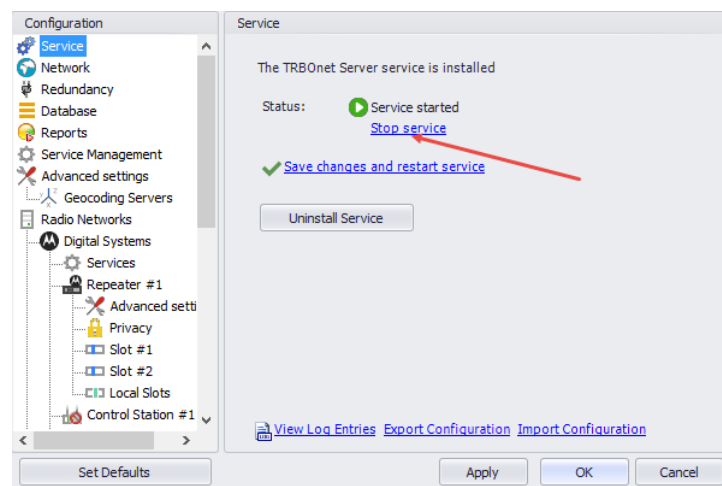 Configuration
Service
Network
Redundancy
Database
Reports
Service Management
Advanced settings
Geocoding Servers
Radio Networks
Digital Systems
Services
Repeater #1
Advanced setti
Privacy
Slot #1
Slot #2
Local Slots
Control Station #1
Set Defaults
Service
The TRBOnet Server service is installed
Status: Service started
Stop service
Save changes and restart service
Uninstall Service
View Log Entries Export Configuration Import Configuration
Apply OK Cancel